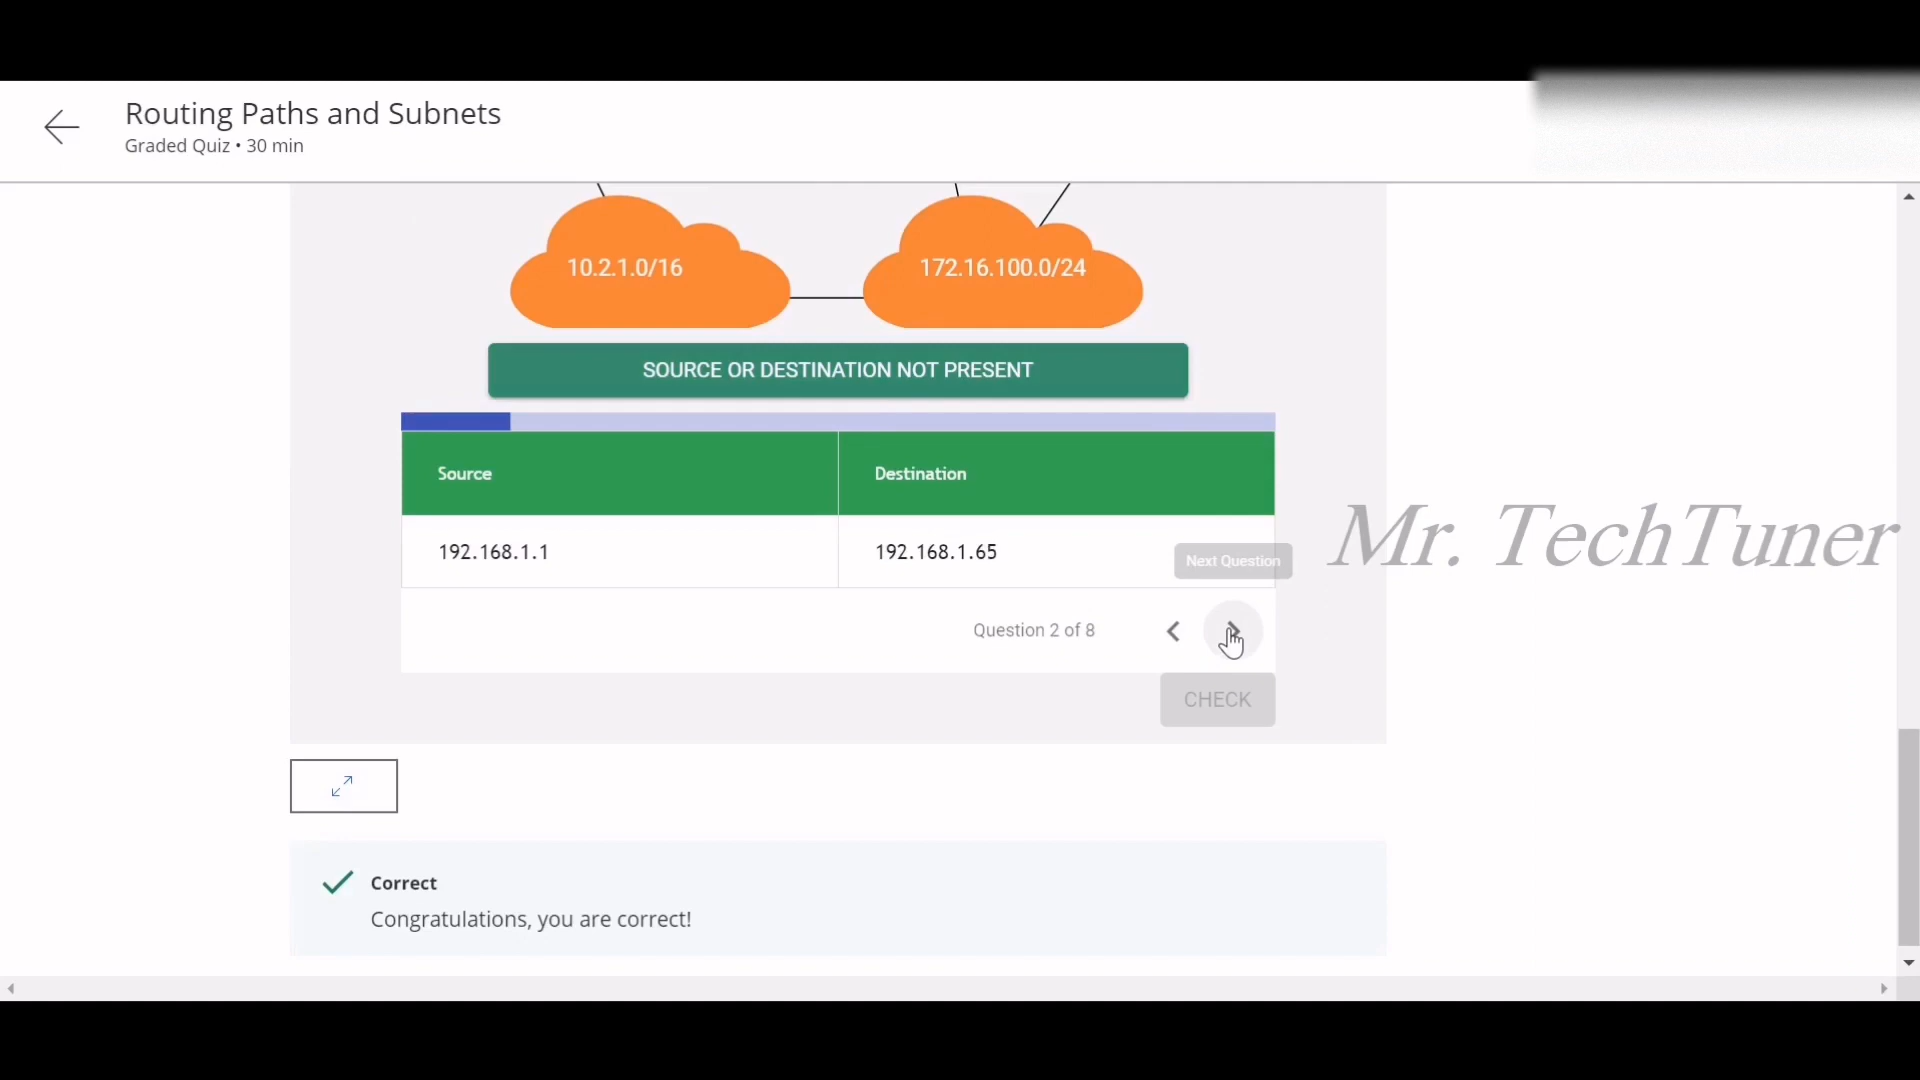 Routing Paths and Subnets
Graded Quiz • 30 min
10.2.1.0/16
172.16.100.0/24
SOURCE OR DESTINATION NOT PRESENT
Source
Destination
192.168.1.1
192.168.1.65
Next Question
Mr. TechTuner
Question 2 of 8
CHECK
Correct
Congratulations, you are correct!